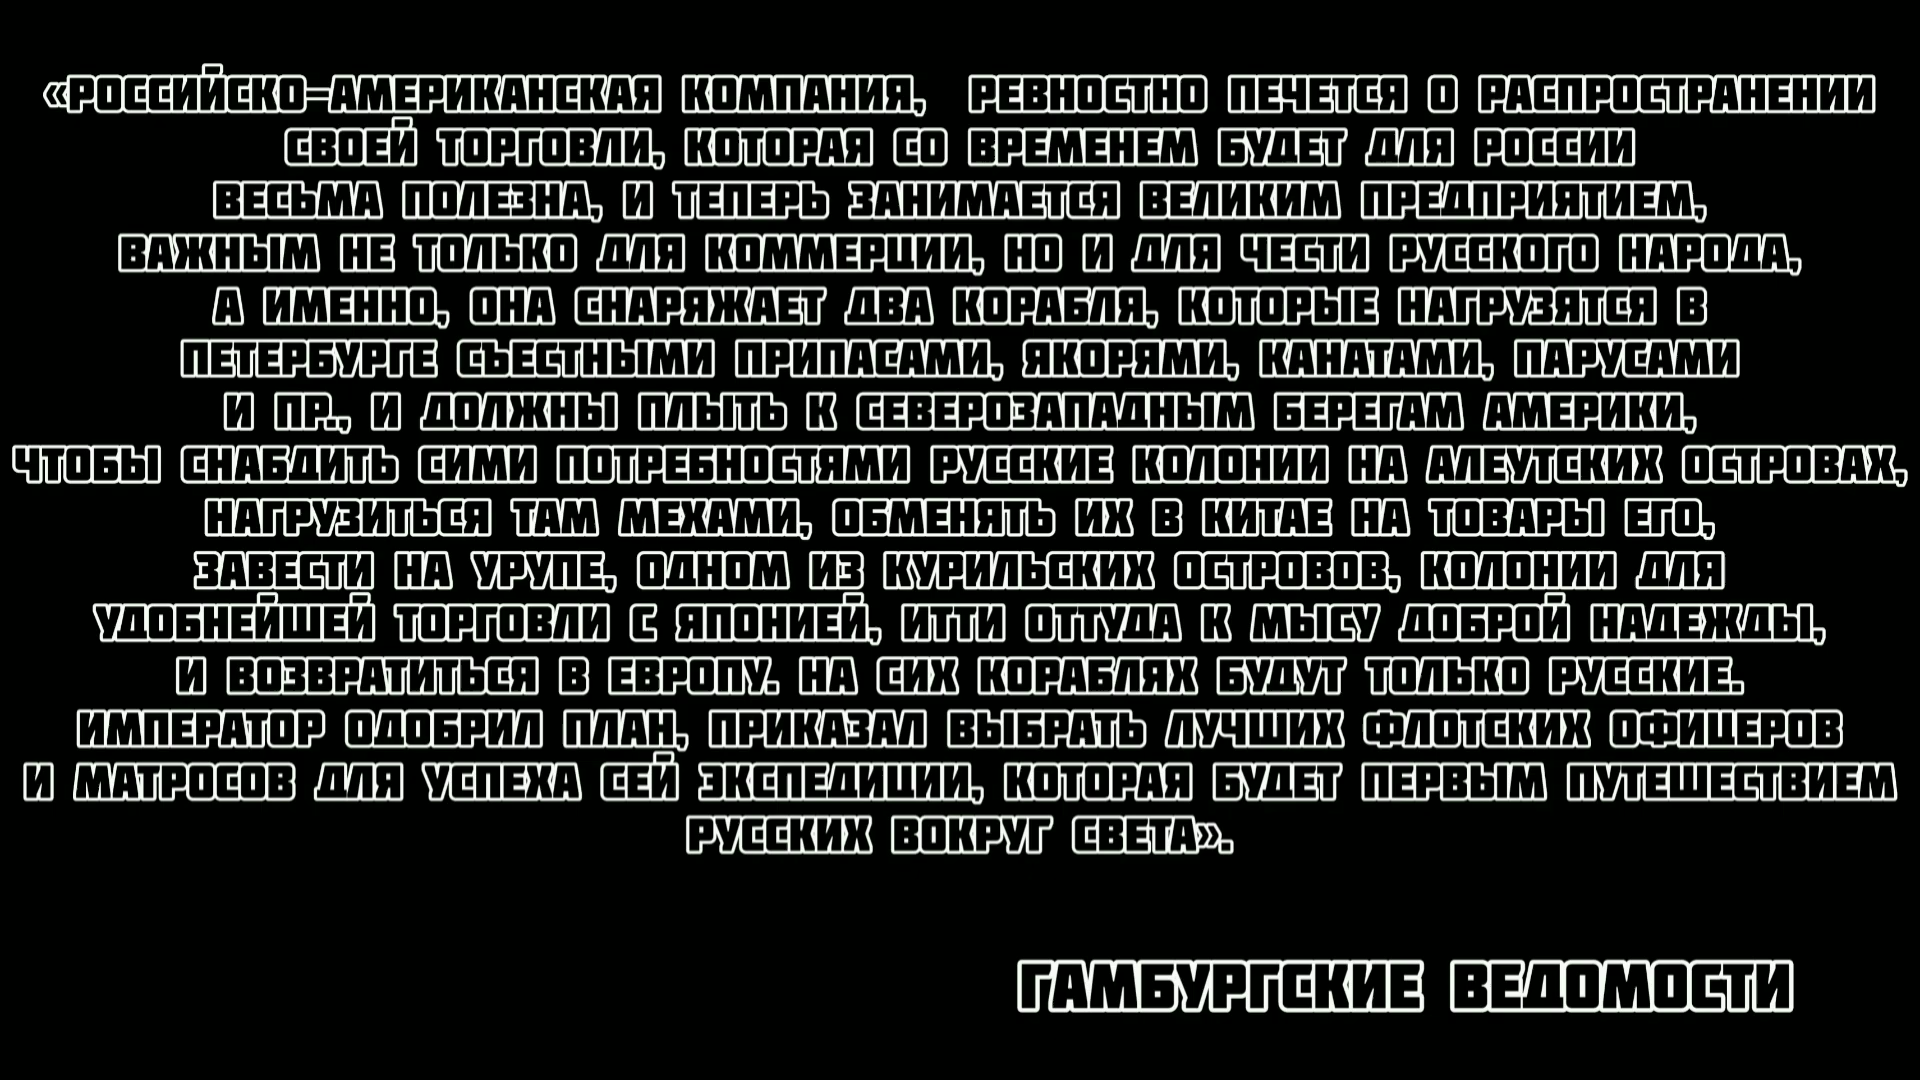 «РОССИЙСКО-АМЕРИКАНСКАЯ КОМПАНИЯ, РЕВНОСТНО ПЕЧЕТСЯ О РАСПРОСТРАНЕНИИ
СВОЕЙ ТОРГОВЛИ, КОТОРАЯ СО ВРЕМЕНЕМ БУДЕТ ДЛЯ РОССИИ
ВЕСЬМА ПОЛЕЗНА, И ТЕПЕРЬ ЗАНИМАЕТСЯ ВЕЛИКИМ ПРЕДПРИЯТИЕМ,
ВАЖНЫМ НЕ ТОЛЬКО ДЛЯ КОММЕРЦИИ, НО И ДЛЯ ЧЕСТИ РУССКОГО НАРОДА,
А ИМЕННО, ОНА СНАРЯЖАЕТ ДВА КОРАБЛЯ, КОТОРЫЕ НАГРУЗЯТСЯ В
ПЕТЕРБУРГЕ СЪЕСТНЫМИ ПРИПАСАМИ, ЯКОРЯМИ, КАНАТАМИ, ПАРУСАМИ
И ПР., И ДОЛЖНЫ ПЛЫТЬ К СЕВЕРОЗАПАДНЫМ БЕРЕГАМ АМЕРИКИ,
ЧТОБЫ СНАБДИТЬ СИМИ ПОТРЕБНОСТЯМИ РУССКИЕ КОЛОНИИ НА АЛЕУТСКИХ ОСТРОВАХ,
НАГРУЗИТЬСЯ ТАМ МЕХАМИ, ОБМЕНЯТЬ ИХ В КИТАЕ НА ТОВАРЫ ЕГО,
ЗАВЕСТИ НА УРУПЕ, ОДНОМ ИЗ КУРИЛЬСКИХ ОСТРОВОВ, КОЛОНИИ ДЛЯ
УДОБНЕЙШЕЙ ТОРГОВЛИ С ЯПОНИЕЙ, ИТТИ ОТТУДА К МЫСУ ДОБРОЙ НАДЕЖДЫ,
И ВОЗВРАТИТЬСЯ В ЕВРОПУ. НА СИХ КОРАБЛЯХ БУДУТ ТОЛЬКО РУССКИЕ.
ИМПЕРАТОР ОДОБРИЛ ПЛАН, ПРИКАЗАЛ ВЫБРАТЬ ЛУЧШИХ ФЛОТСКИХ ОФИЦЕРОВ
И МАТРОСОВ ДЛЯ УСПЕХА СЕЙ ЭКСПЕДИЦИИ, КОТОРАЯ БУДЕТ ПЕРВЫМ ПУТЕШЕСТВИЕМ
РУССКИХ ВОКРУГ СВЕТА».
ГАМБУРГСКИЕ ВЕДОМОСТИ